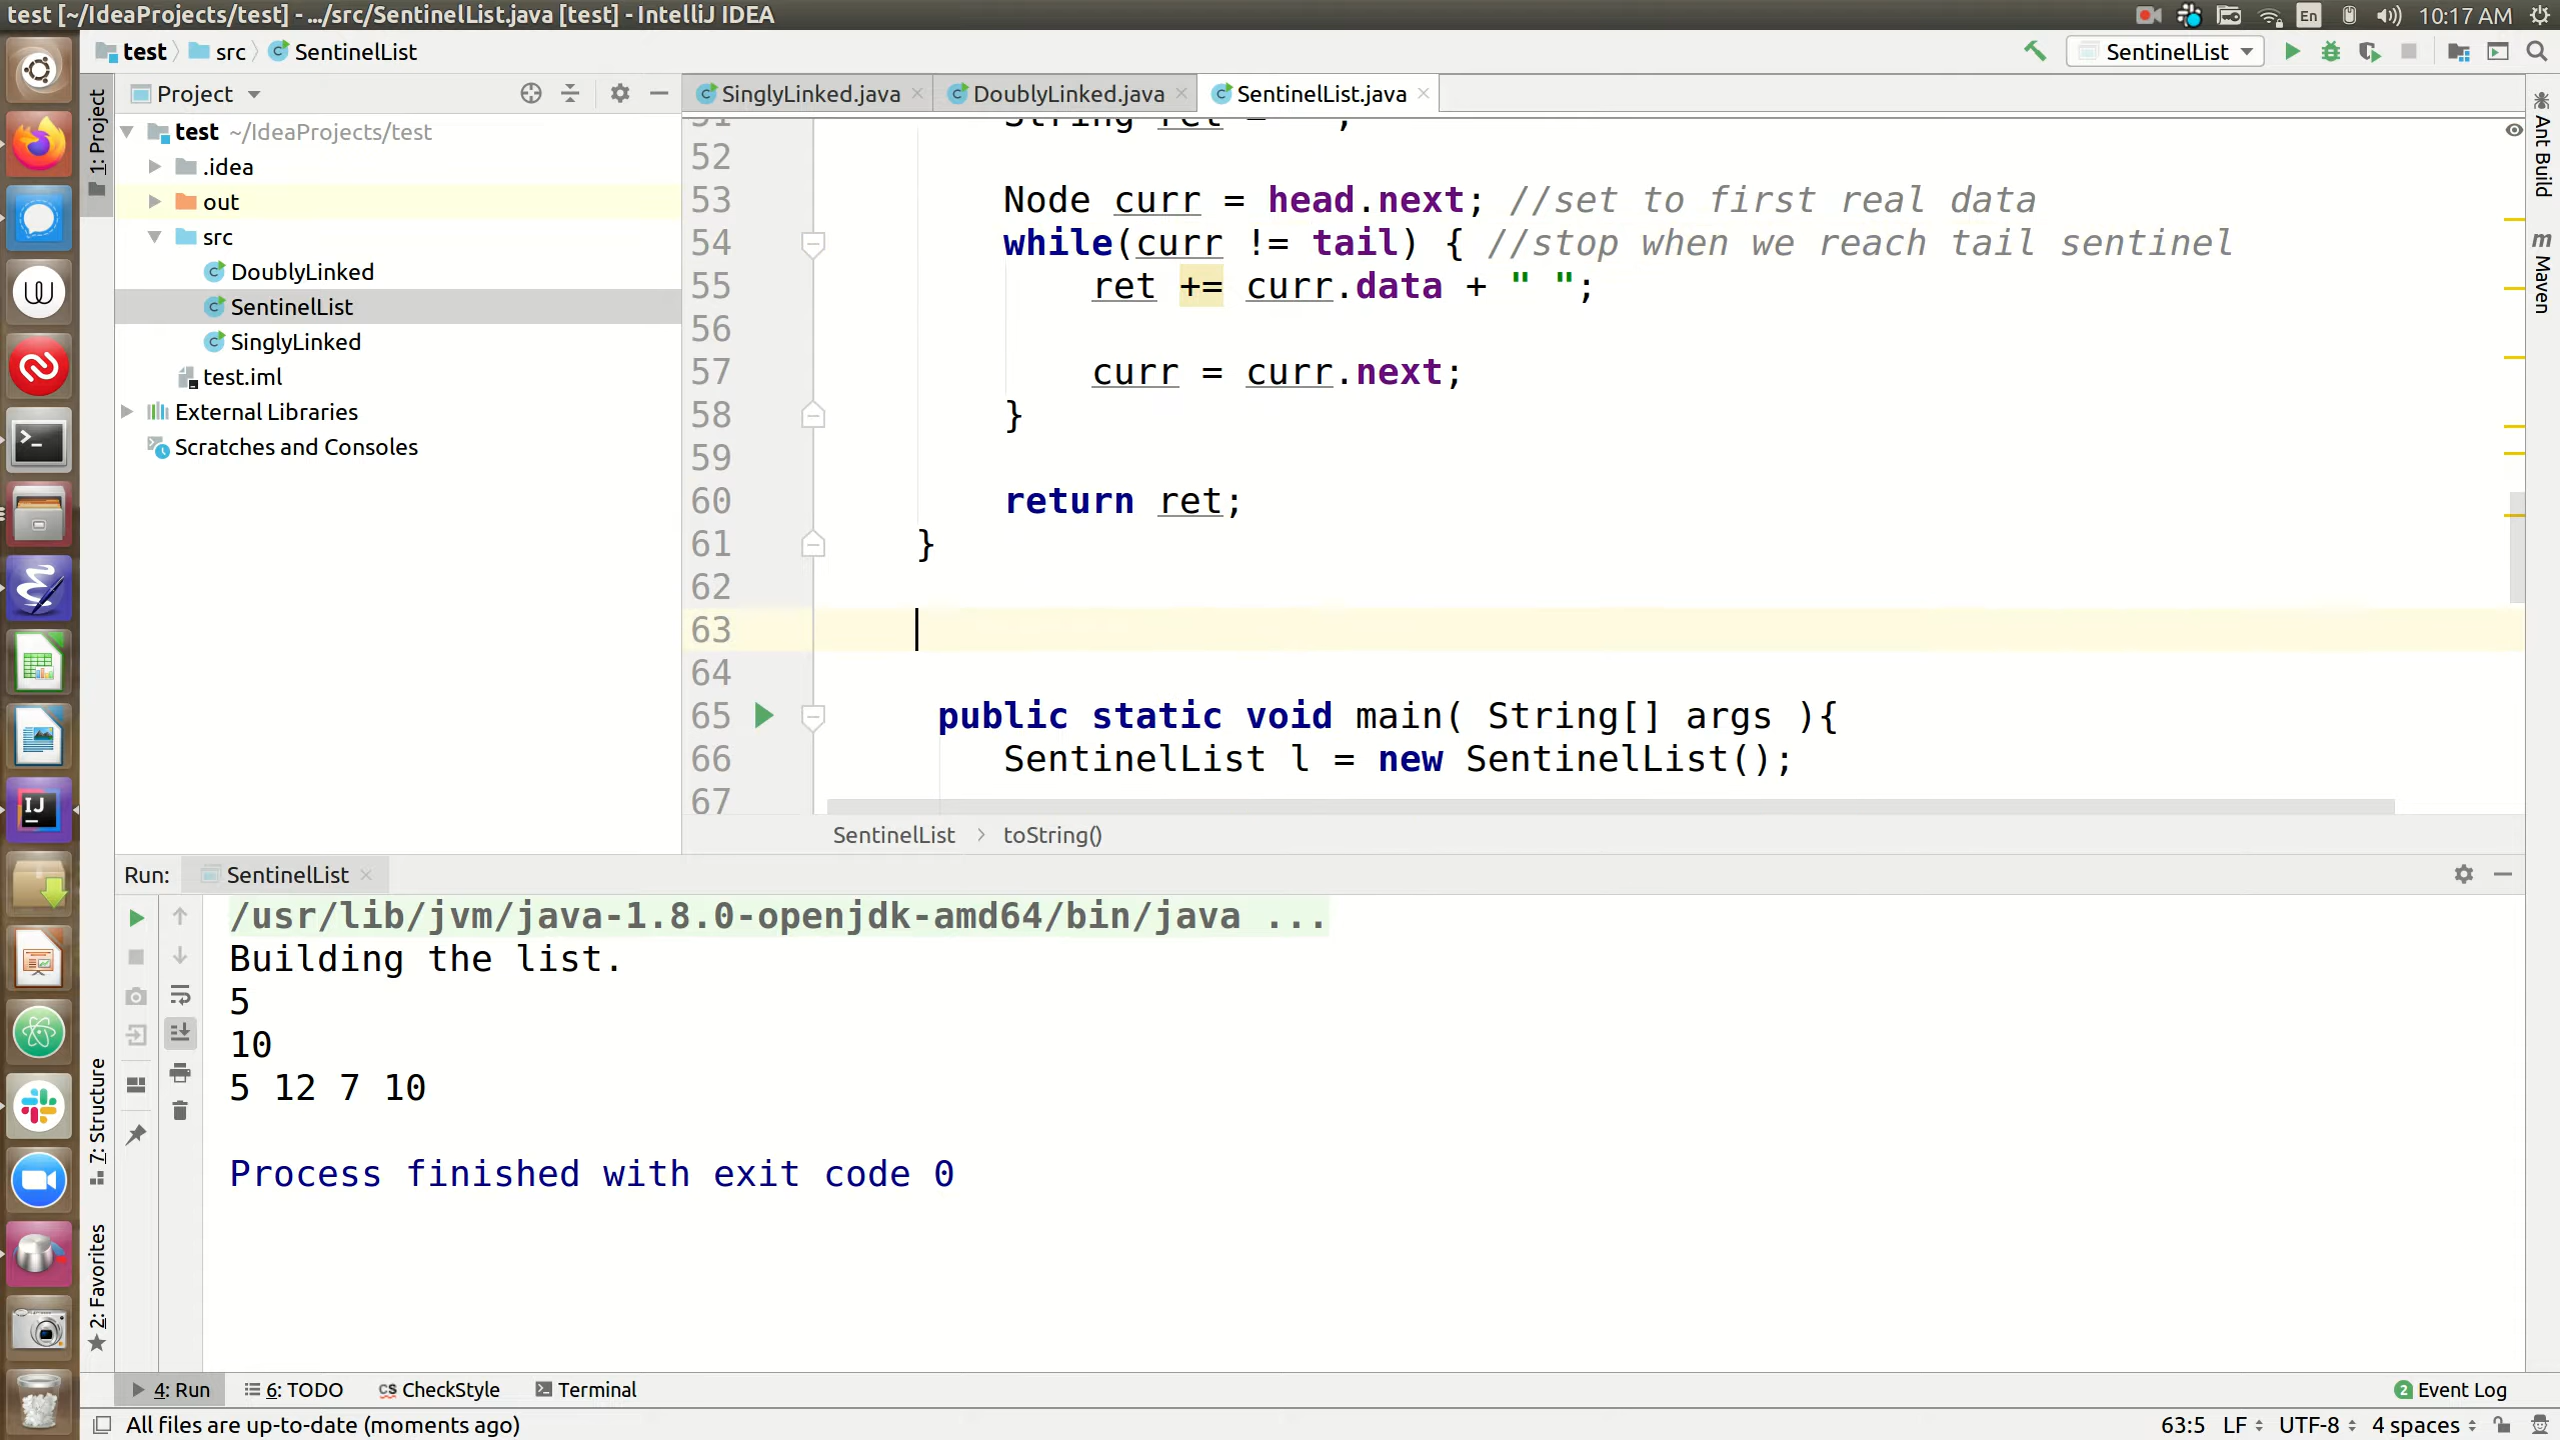 test [~/IdeaProjects/test] - .../src/SentinelList.java [test] - IntelliJ IDEA
En
10:17 AM
test
src
SentinelList
SentinelList
Project
SinglyLinked.java
DoublyLinked.java
SentinelList.java
1: Project
test ~/IdeaProjects/test
.idea
out
src
DoublyLinked
SentinelList
SinglyLinked
test.iml
External Libraries
Scratches and Consoles
52
53 Node curr = head.next; //set to first real data
54 while(curr != tail) { //stop when we reach tail sentinel
55 ret += curr.data + " ";
56
57 curr = curr.next;
58 }
59
60 return ret;
61 }
62
63
64
65 public static void main( String[] args ){
66 SentinelList l = new SentinelList();
67
SentinelList > toString()
Ant Build
Maven
Run: SentinelList
/usr/lib/jvm/java-1.8.0-openjdk-amd64/bin/java ...
Building the list.
5
10
5 12 7 10
Process finished with exit code 0
7: Structure
2: Favorites
4: Run
6: TODO
CheckStyle
Terminal
2 Event Log
All files are up-to-date (moments ago)
63:5 LF UTF-8 4 spaces